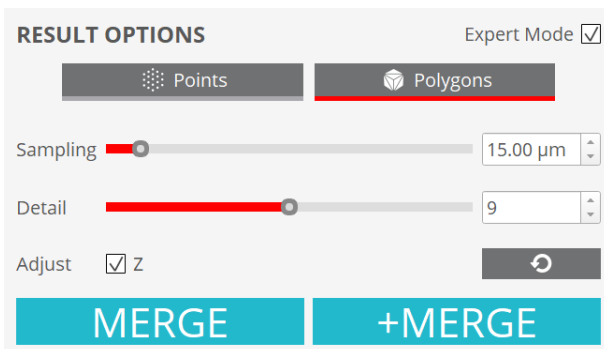 RESULT OPTIONS Expert Mode
Points Polygons
Sampling 15.00 µm
Detail 9
Adjust Z
MERGE +MERGE